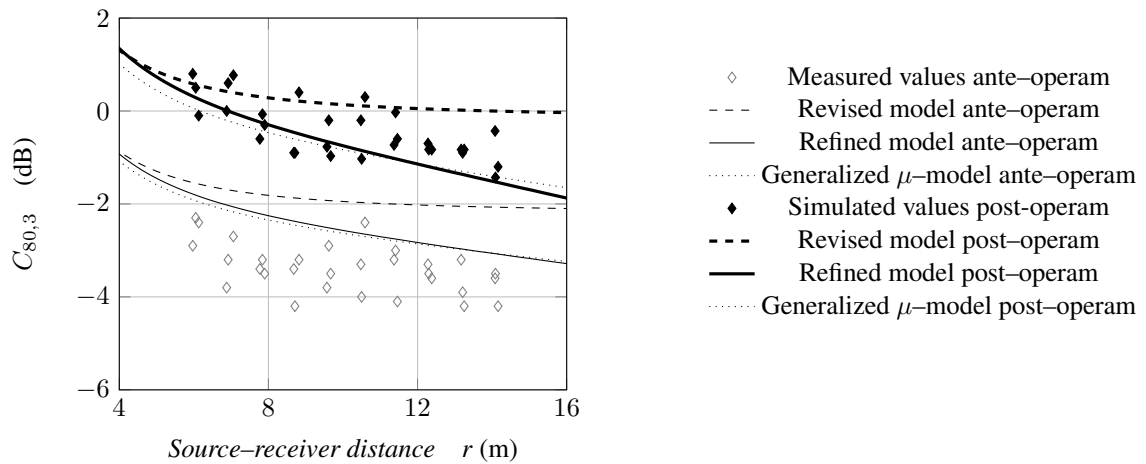 2
0
−2
−4
−6
4
8
12
16
C80,3 (dB)
Source–receiver distance r (m)
Measured values ante–operam
Revised model ante–operam
Refined model ante–operam
Generalized μ–model ante–operam
Simulated values post-operam
Revised model post–operam
Refined model post–operam
Generalized μ–model post–operam